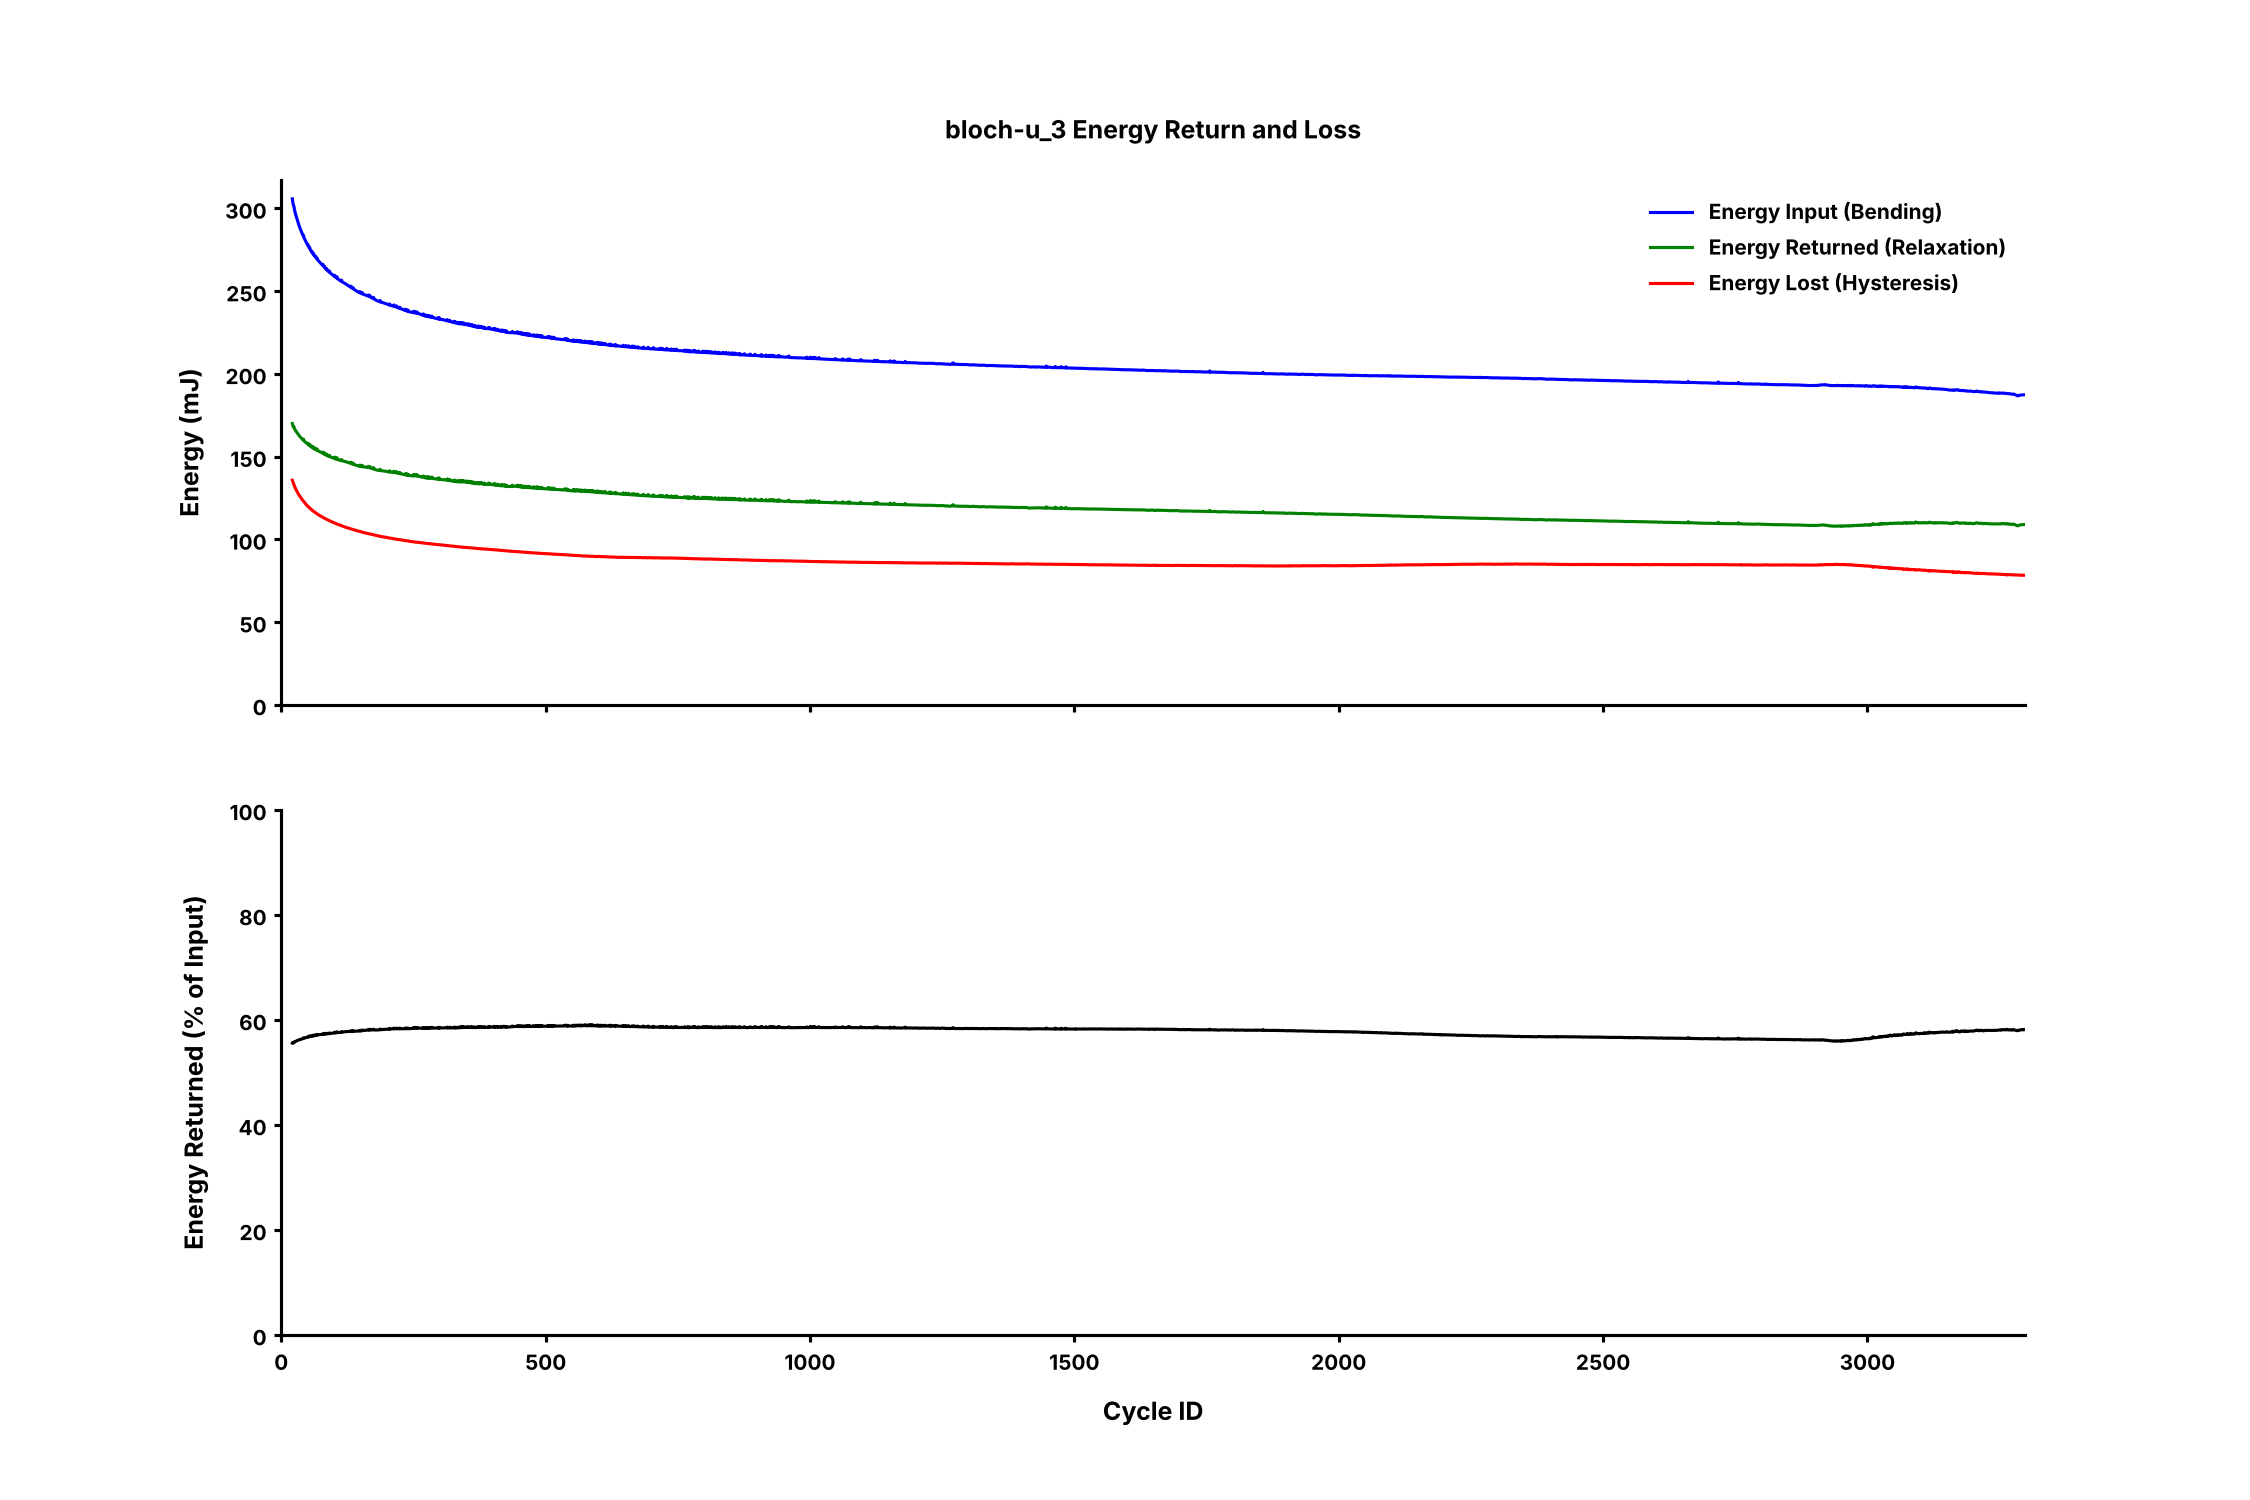 bloch-u_3 Energy Return and Loss
Energy (mJ)
300
250
200
150
100
50
0
Energy Input (Bending)
Energy Returned (Relaxation)
Energy Lost (Hysteresis)
Energy Returned (% of Input)
100
80
60
40
20
0
0 500 1000 1500 2000 2500 3000
Cycle ID